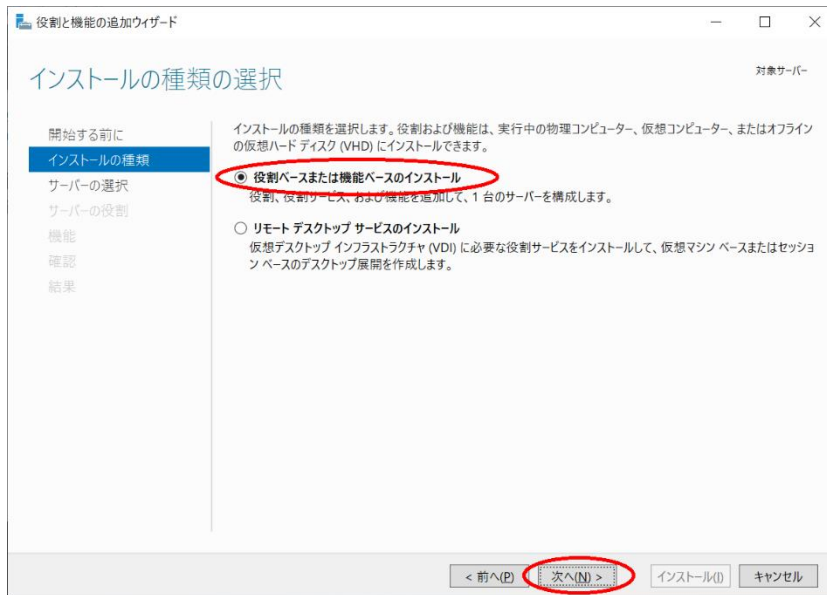 役割と機能の追加ウィザード
インストールの種類の選択
対象サーバー
開始する前に
インストールの種類
サーバーの選択
サーバーの役割
機能
確認
結果
インストールの種類を選択します。役割および機能は、実行中の物理コンピューター、仮想コンピューター、またはオフライン
の仮想ハード ディスク (VHD) にインストールできます。
役割ベースまたは機能ベースのインストール
役割、役割サービス、および機能を追加して、1 台のサーバーを構成します。
リモート デスクトップ サービスのインストール
仮想デスクトップ インフラストラクチャ (VDI) に必要な役割サービスをインストールして、仮想マシン ベースまたはセッショ
ン ベースのデスクトップ展開を作成します。
< 前へ(P)
次へ(N) >
インストール(I)
キャンセル